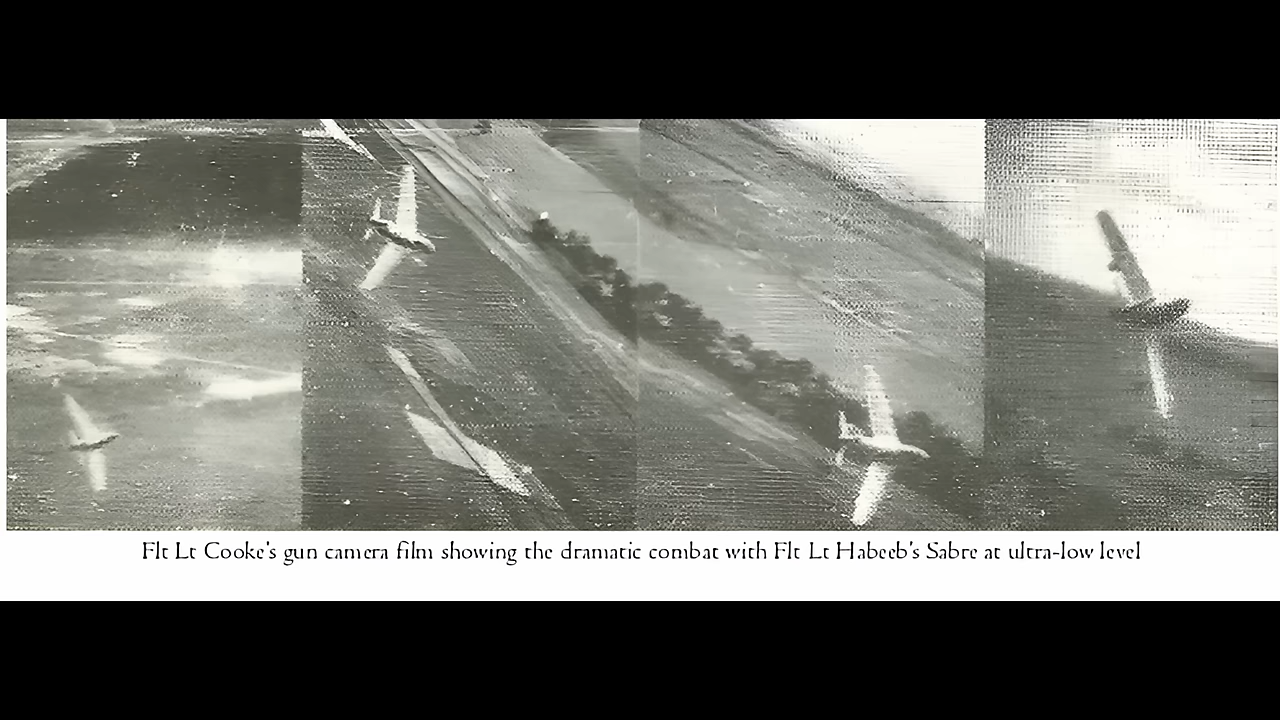 Flt Lt Cooke's gun camera film showing the dramatic combat with Flt Lt Habeeb's Sabre at ultra-low level